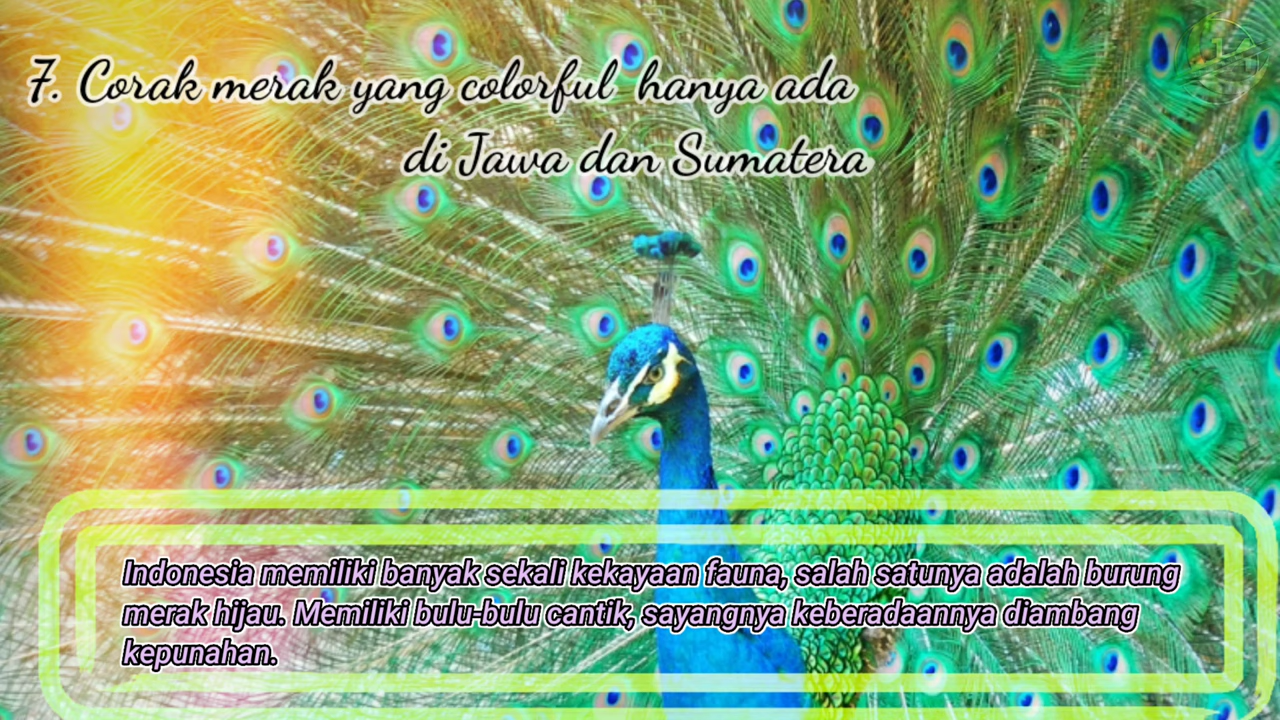 7. Corak merak yang colorful hanya ada
di Jawa dan Sumatera
Indonesia memiliki banyak sekali kekayaan fauna, salah satunya adalah burung
merak hijau. Memiliki bulu-bulu cantik, sayangnya keberadaannya diambang
kepunahan.